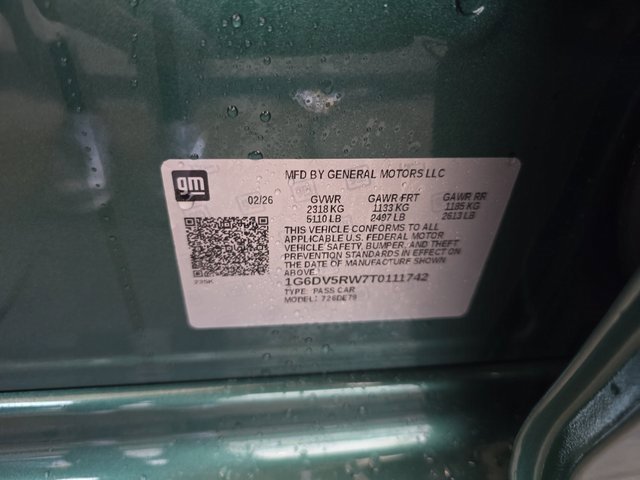 gm
MFD BY GENERAL MOTORS LLC
02/26 GVWR GAWR FRT GAWR RR
2318 KG 1133 KG 1185 KG
5110 LB 2497 LB 2613 LB
THIS VEHICLE CONFORMS TO ALL
APPLICABLE U.S. FEDERAL MOTOR
VEHICLE SAFETY, BUMPER, AND THEFT
PREVENTION STANDARDS IN EFFECT ON
THE DATE OF MANUFACTURE SHOWN
ABOVE.
235K
1G6DV5RW7T0111742
TYPE: PASS CAR
MODEL: 726DE79